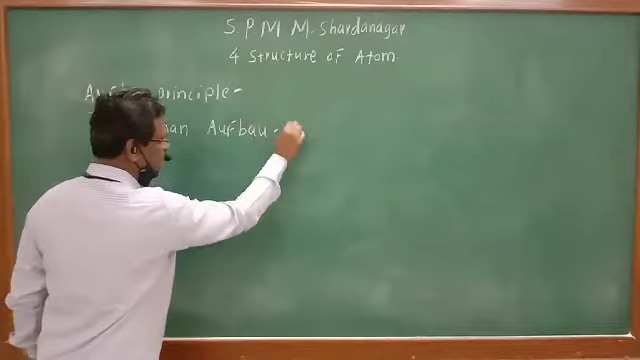 S.P.M M. Shardanagar
4 Structure of Atom.
principle-
Aufbau -